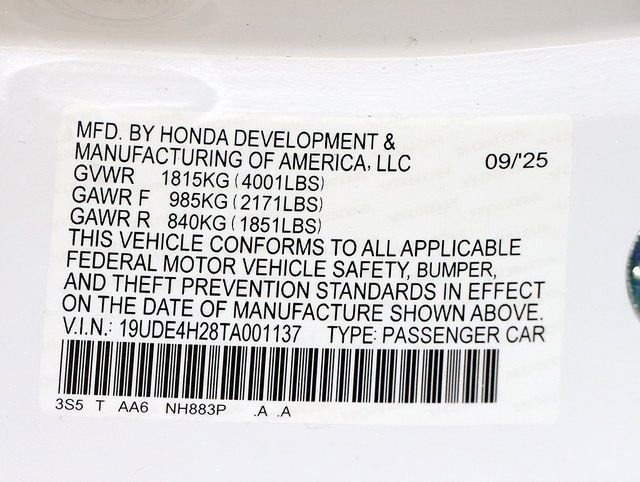 MFD. BY HONDA DEVELOPMENT &
MANUFACTURING OF AMERICA, LLC 09/'25
GVWR 1815KG (4001LBS)
GAWR F 985KG (2171LBS)
GAWR R 840KG (1851LBS)
THIS VEHICLE CONFORMS TO ALL APPLICABLE
FEDERAL MOTOR VEHICLE SAFETY, BUMPER,
AND THEFT PREVENTION STANDARDS IN EFFECT
ON THE DATE OF MANUFACTURE SHOWN ABOVE.
V.I.N.: 19UDE4H28TA001137 TYPE: PASSENGER CAR
3S5 T AA6 NH883P .A .A